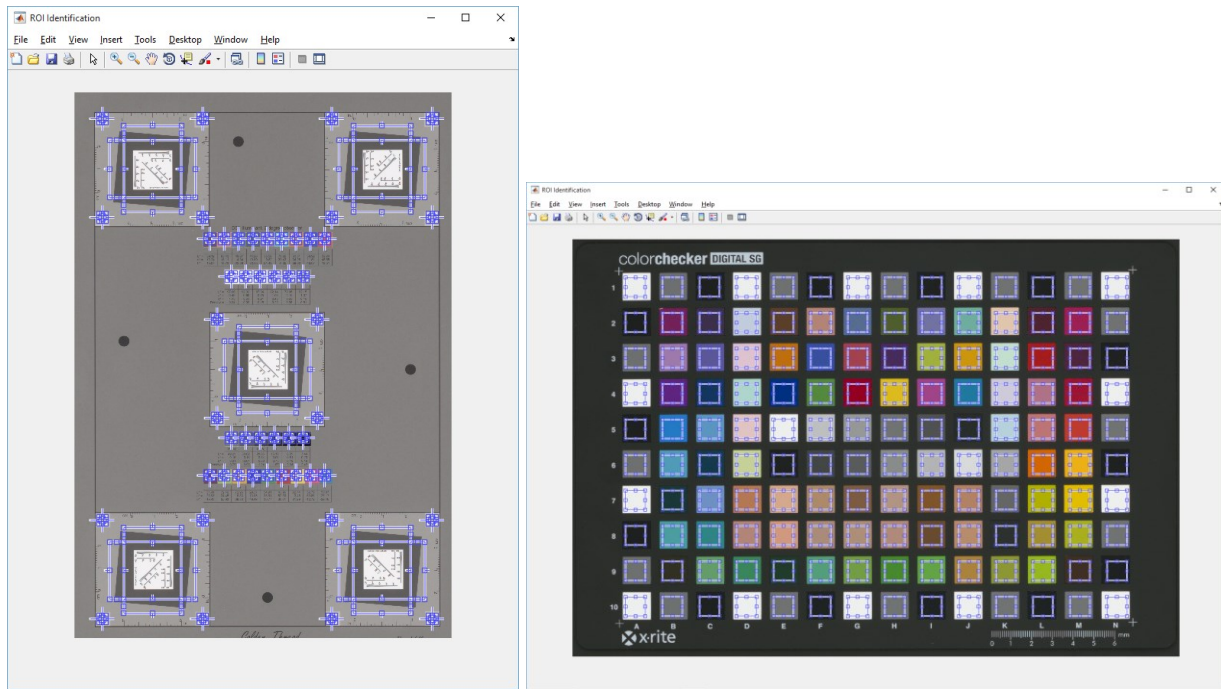 ROI Identification
File Edit View Insert Tools Desktop Window Help
Golden Thread
ROI Identification
File Edit View Insert Tools Desktop Window Help
colorchecker DIGITAL SG
1
2
3
4
5
6
7
8
9
10
A B C D E F G H I J K L M N
x-rite
mm
0 1 2 3 4 5 6